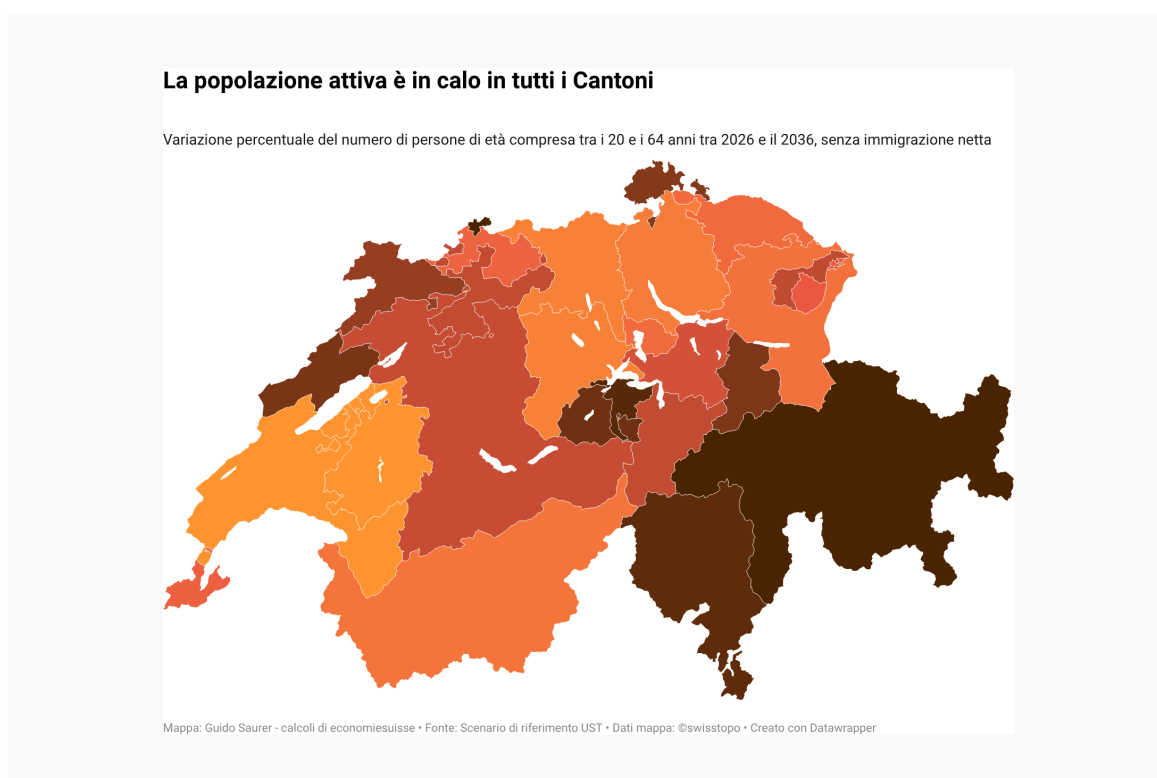 La popolazione attiva è in calo in tutti i Cantoni
Variazione percentuale del numero di persone di età compresa tra i 20 e i 64 anni tra 2026 e il 2036, senza immigrazione netta
Mappa: Guido Saurer - calcoli di economiesuisse • Fonte: Scenario di riferimento UST • Dati mappa: ©swisstopo • Creato con Datawrapper